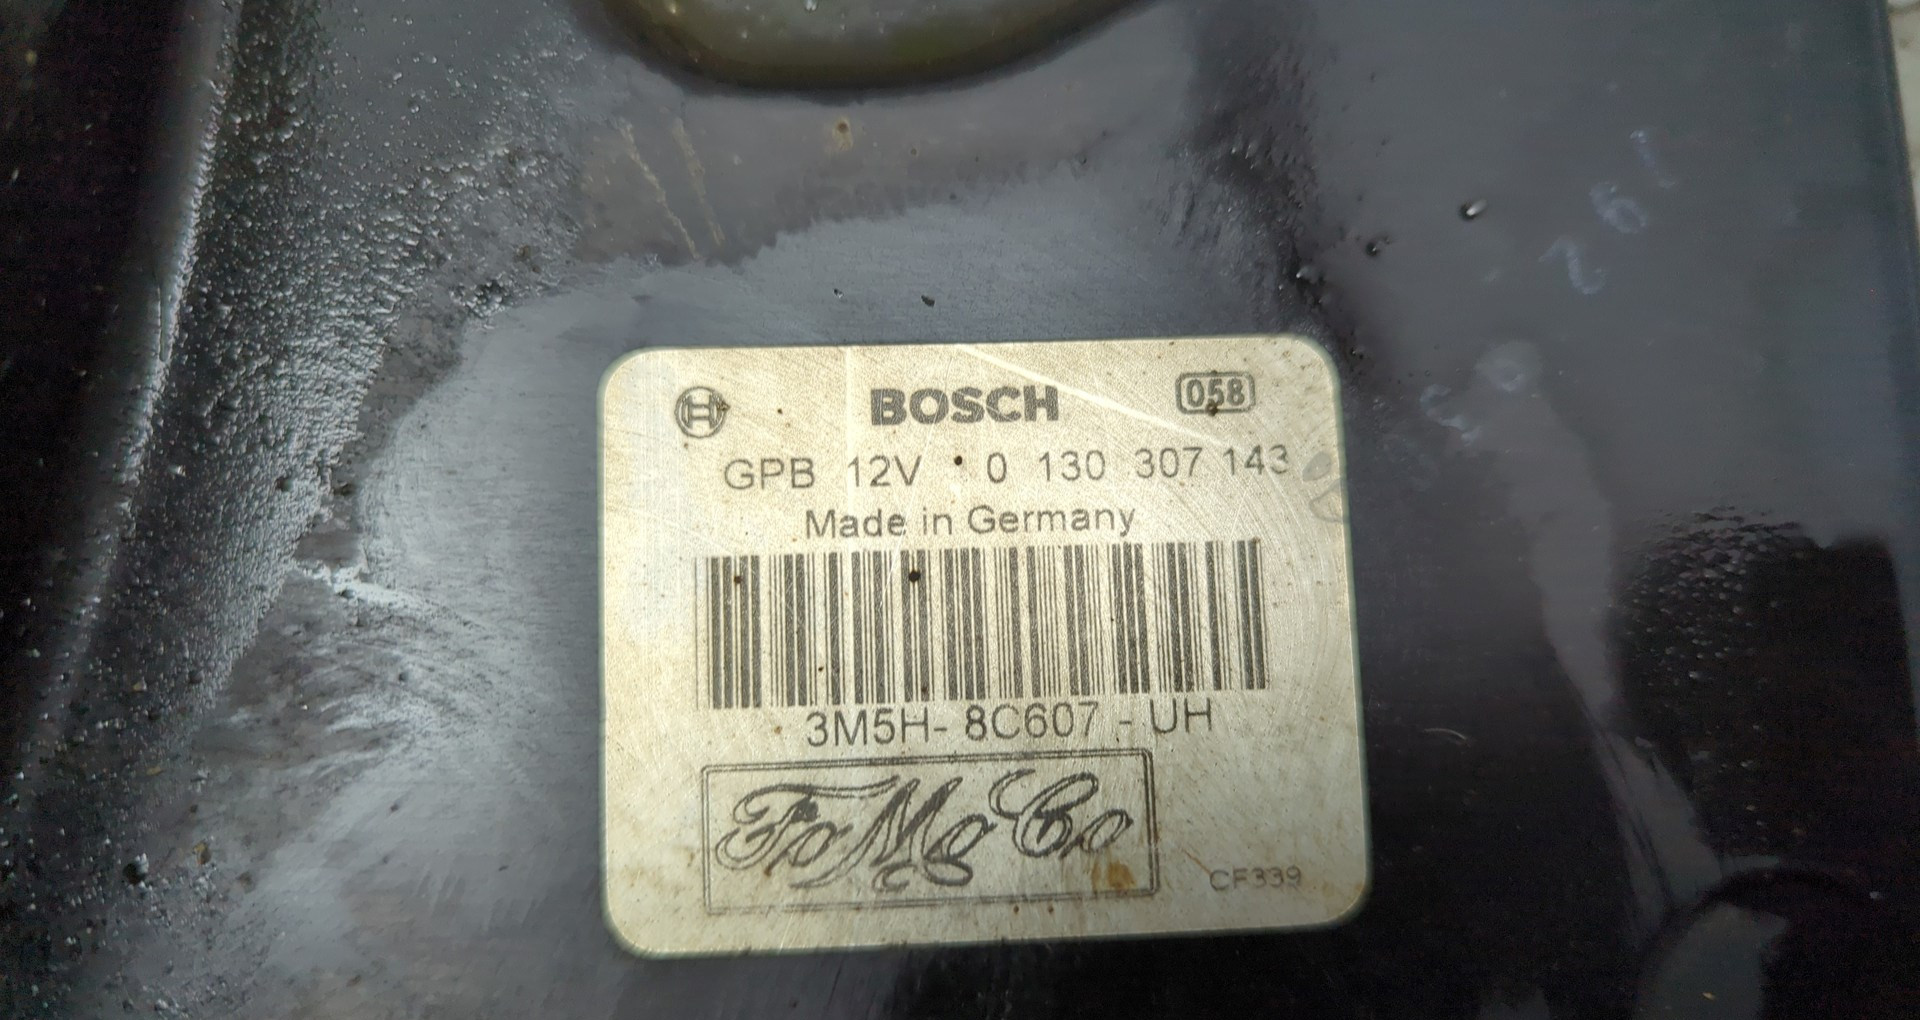 BOSCH 058
GPB 12V 0 130 307 143
Made in Germany
3M5H- 8C607 - UH
FoMoCo
CF339